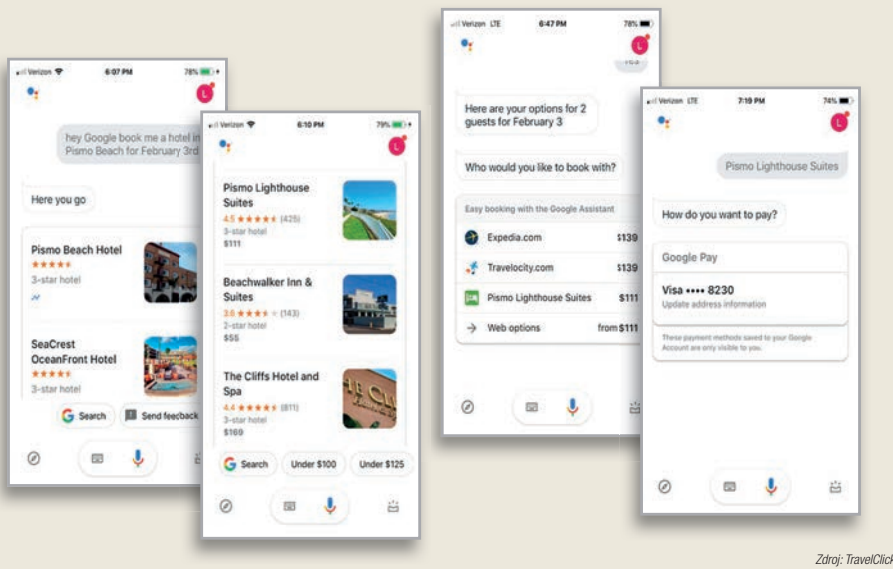 Verizon
6:07 PM
78%
L
hey Google book me a hotel in
Pismo Beach for February 3rd
Here you go
Pismo Beach Hotel
3-star hotel
SeaCrest
OceanFront Hotel
3-star hotel
Search
Send feecback
Verizon
6:10 PM
79%
L
Pismo Lighthouse
Suites
4.5 ★★★★★ (425)
3-star hotel
$111
Beachwalker Inn &
Suites
3.6 ★★★★★ (143)
2-star hotel
$55
The Cliffs Hotel and
Spa
4.4 ★★★★★ (811)
3-star hotel
$169
Search
Under $100
Under $125
Verizon LTE
6:47 PM
78%
L
Here are your options for 2
guests for February 3
Who would you like to book with?
Easy booking with the Google Assistant
Expedia.com $139
Travelocity.com $139
Pismo Lighthouse Suites $111
Web options from $111
Verizon LTE
7:19 PM
74%
L
Pismo Lighthouse Suites
How do you want to pay?
Google Pay
Visa •••• 8230
Update address information
These payment methods saved to your Google
Account are only visible to you.
Zdroj: TravelClick